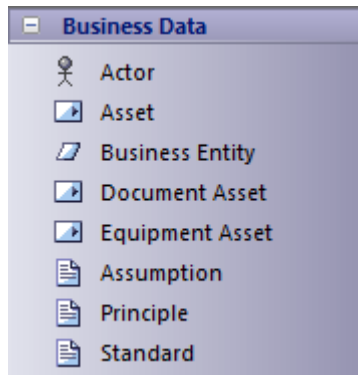 Business Data
Actor
Asset
Business Entity
Document Asset
Equipment Asset
Assumption
Principle
Standard